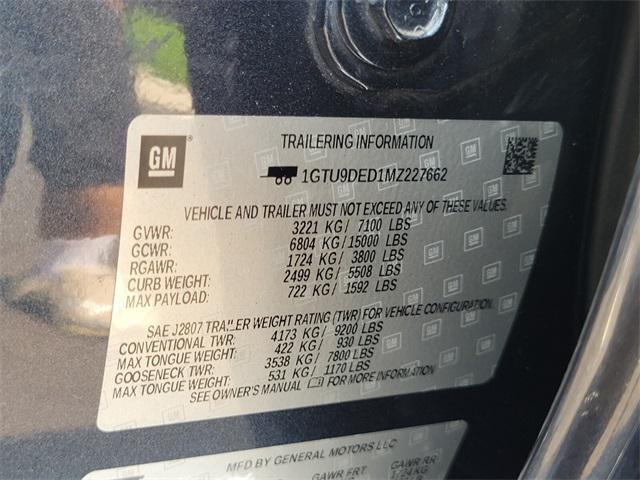 GM
TRAILERING INFORMATION
1GTU9DED1MZ227662
VEHICLE AND TRAILER MUST NOT EXCEED ANY OF THESE VALUES.
GVWR: 3221 KG/ 7100 LBS
GCWR: 6804 KG/15000 LBS
RGAWR: 1724 KG/ 3800 LBS
CURB WEIGHT: 2499 KG/ 5508 LBS
MAX PAYLOAD: 722 KG/ 1592 LBS
SAE J2807 TRAILER WEIGHT RATING (TWR) FOR VEHICLE CONFIGURATION.
CONVENTIONAL TWR: 4173 KG/ 9200 LBS
MAX TONGUE WEIGHT: 422 KG/ 930 LBS
GOOSENECK TWR: 3538 KG/ 7800 LBS
MAX TONGUE WEIGHT: 531 KG/ 1170 LBS
SEE OWNER'S MANUAL FOR MORE INFORMATION
MFD BY GENERAL MOTORS LLC
GAWR FRT GAWR RR